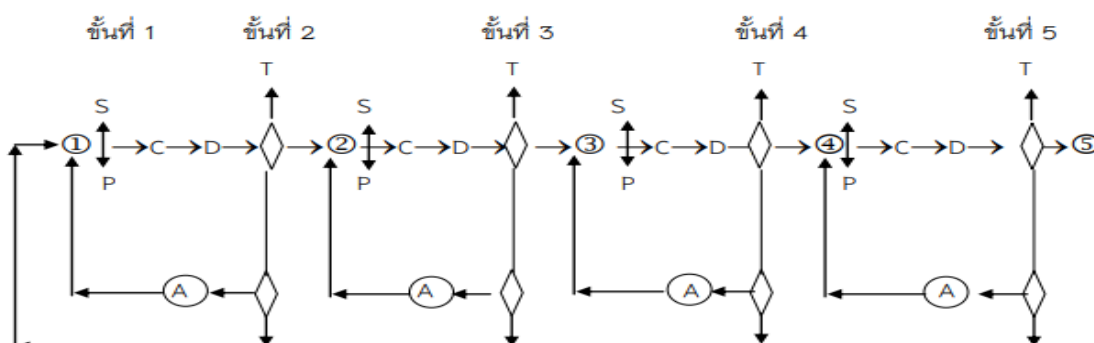 ขั้นที่ 1 ขั้นที่ 2 ขั้นที่ 3 ขั้นที่ 4 ขั้นที่ 5
T T T T
S S S S
① C D ② C D ③ C D ④ C D ⑤
P P P P
A A A A